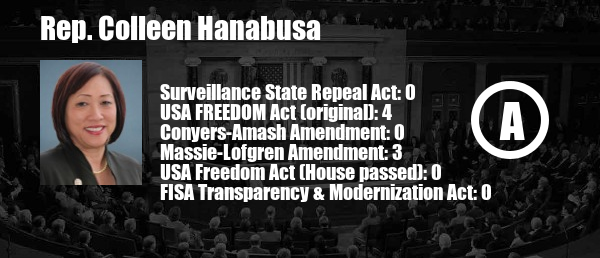 Rep. Colleen Hanabusa
Surveillance State Repeal Act: 0
USA FREEDOM Act (original): 4
Conyers-Amash Amendment: 0
Massie-Lofgren Amendment: 3
USA Freedom Act (House passed): 0
FISA Transparency & Modernization Act: 0
A